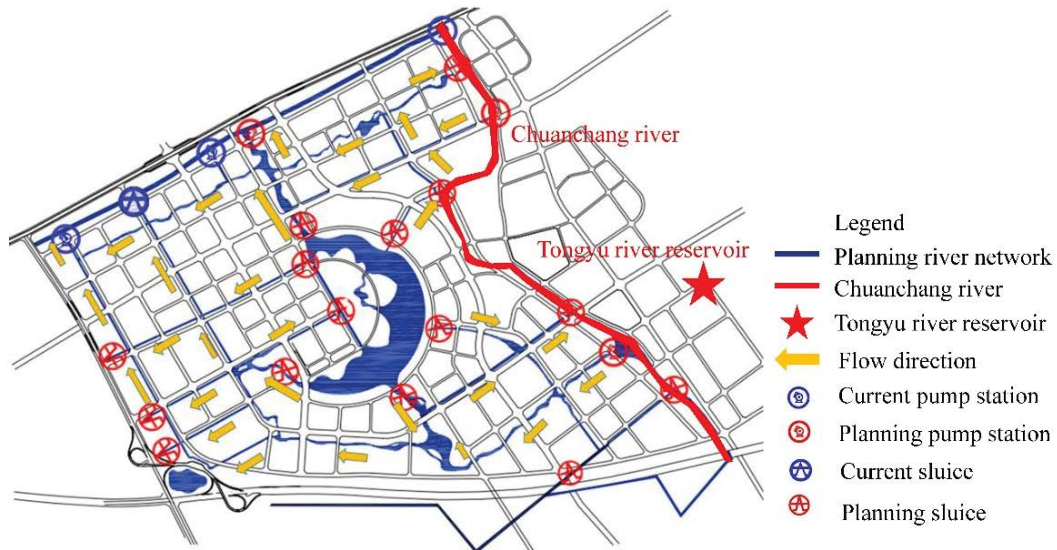 Chuanchang river
Tongyu river reservoir
Legend
Planning river network
Chuanchang river
Tongyu river reservoir
Flow direction
Current pump station
Planning pump station
Current sluice
Planning sluice